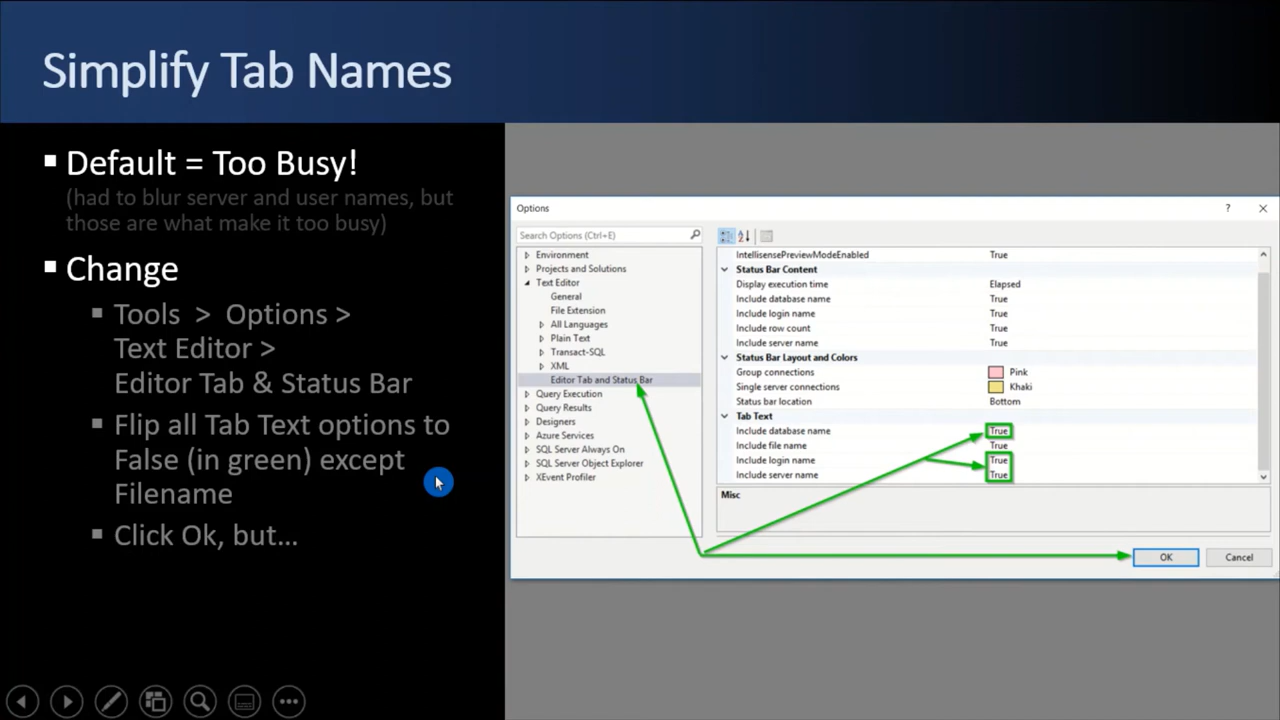 Simplify Tab Names
▪ Default = Too Busy!
(had to blur server and user names, but
those are what make it too busy)
▪ Change
▪ Tools > Options >
Text Editor >
Editor Tab & Status Bar
▪ Flip all Tab Text options to
False (in green) except
Filename
▪ Click Ok, but...
Options
?
Search Options (Ctrl+E)
Environment
Projects and Solutions
Text Editor
General
File Extension
All Languages
Plain Text
Transact-SQL
XML
Editor Tab and Status Bar
Query Execution
Query Results
Designers
Azure Services
SQL Server Always On
SQL Server Object Explorer
XEvent Profiler
IntellisensePreviewModeEnabled True
Status Bar Content
Display execution time Elapsed
Include database name True
Include login name True
Include row count True
Include server name True
Status Bar Layout and Colors
Group connections Pink
Single server connections Khaki
Status bar location Bottom
Tab Text
Include database name True
Include file name True
Include login name True
Include server name True
Misc
OK Cancel